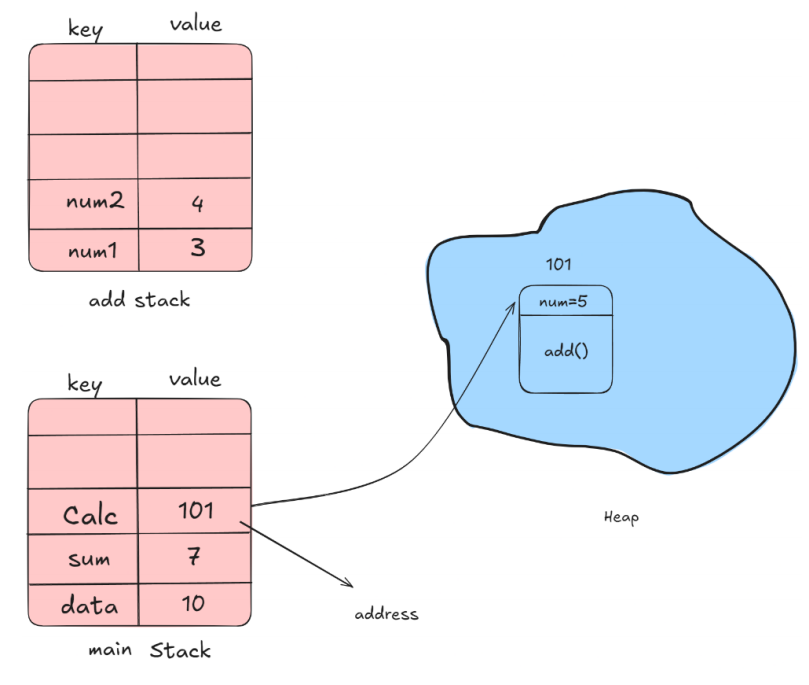 key value
num2 4
num1 3
add stack
101
num=5
add()
Heap
key value
Calc 101
sum 7
data 10
address
main Stack